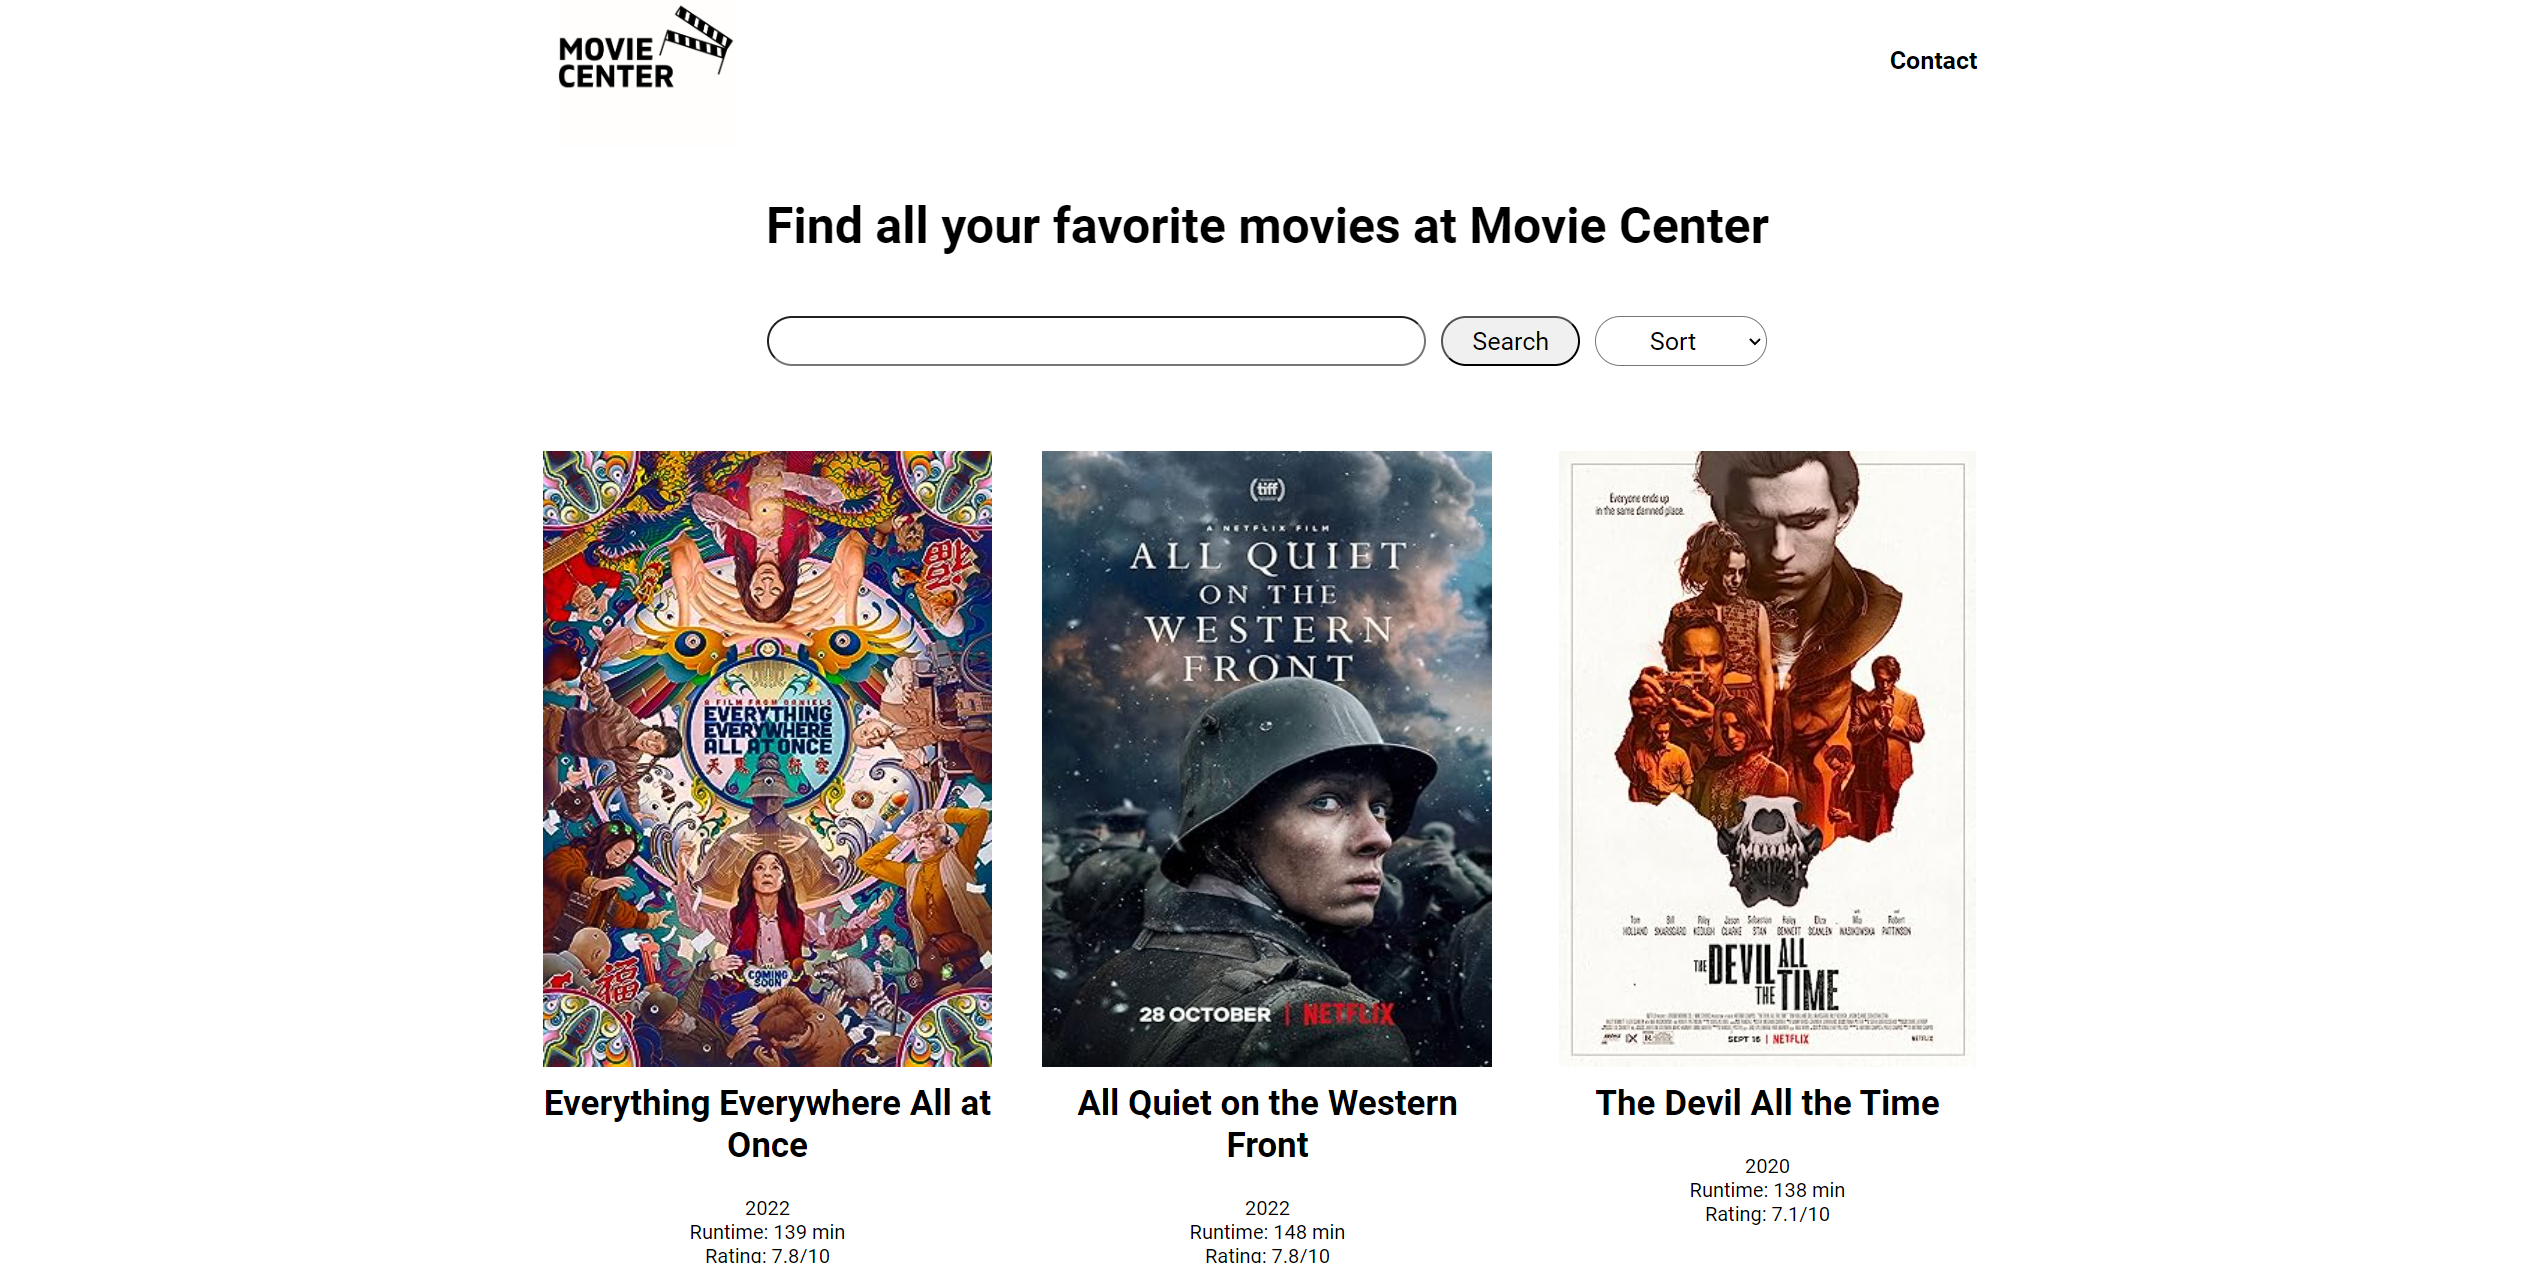 MOVIE
CENTER
Contact
Find all your favorite movies at Movie Center
Search
Sort
A FILM FROM DANIELS
EVERYTHING
EVERYWHERE
ALL AT ONCE
COMING
SOON
福
tiff
A NETFLIX FILM
ALL QUIET
ON THE
WESTERN
FRONT
28 OCTOBER | NETFLIX
Everyone ends up
in the same damned place.
Tom Bill Riley Jason Sebastian Haley Eliza with Mia and Robert
HOLLAND SKARSGÅRD KEOUGH CLARKE STAN BENNETT SCANLEN WASIKOWSKA PATTINSON
THE DEVIL ALL
THE TIME
SEPT 16 | NETFLIX
NETFLIX
Everything Everywhere All at
Once
2022
Runtime: 139 min
Rating: 7.8/10
All Quiet on the Western
Front
2022
Runtime: 148 min
Rating: 7.8/10
The Devil All the Time
2020
Runtime: 138 min
Rating: 7.1/10